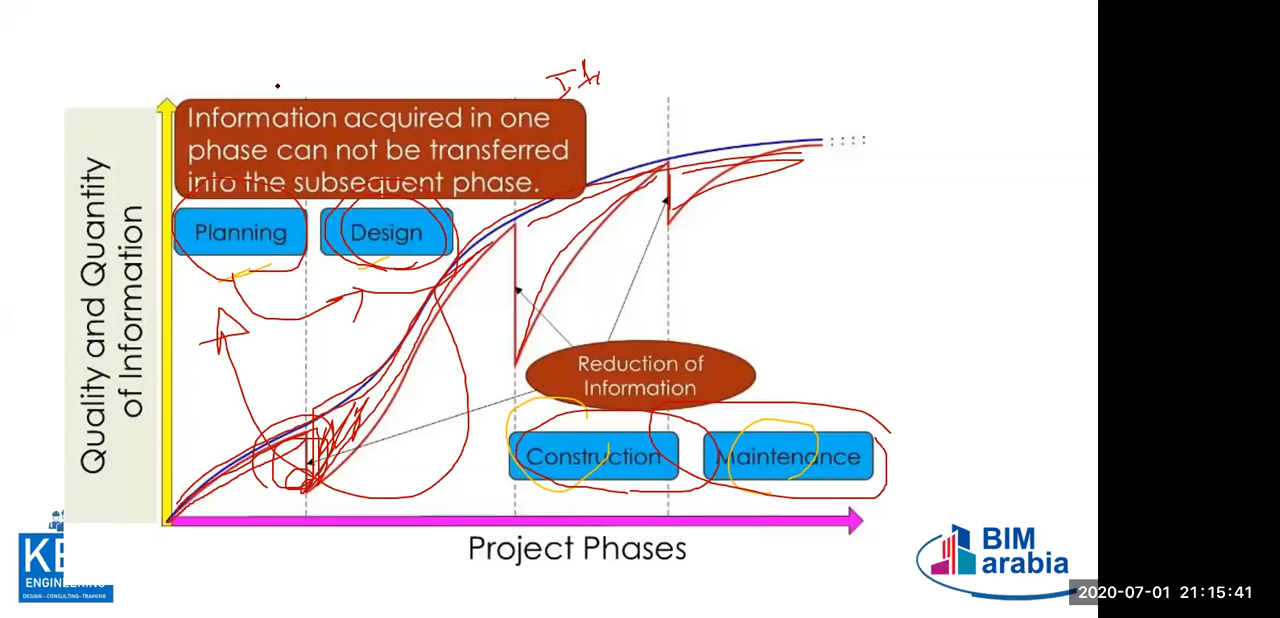 Information acquired in one
phase can not be transferred
into the subsequent phase.
Planning
Design
Quality and Quantity
of Information
Reduction of
Information
Construction
Maintenance
Project Phases
ENGINEERING
DESIGN - CONSULTING - TRAINING
BIM
arabia
2020-07-01 21:15:41